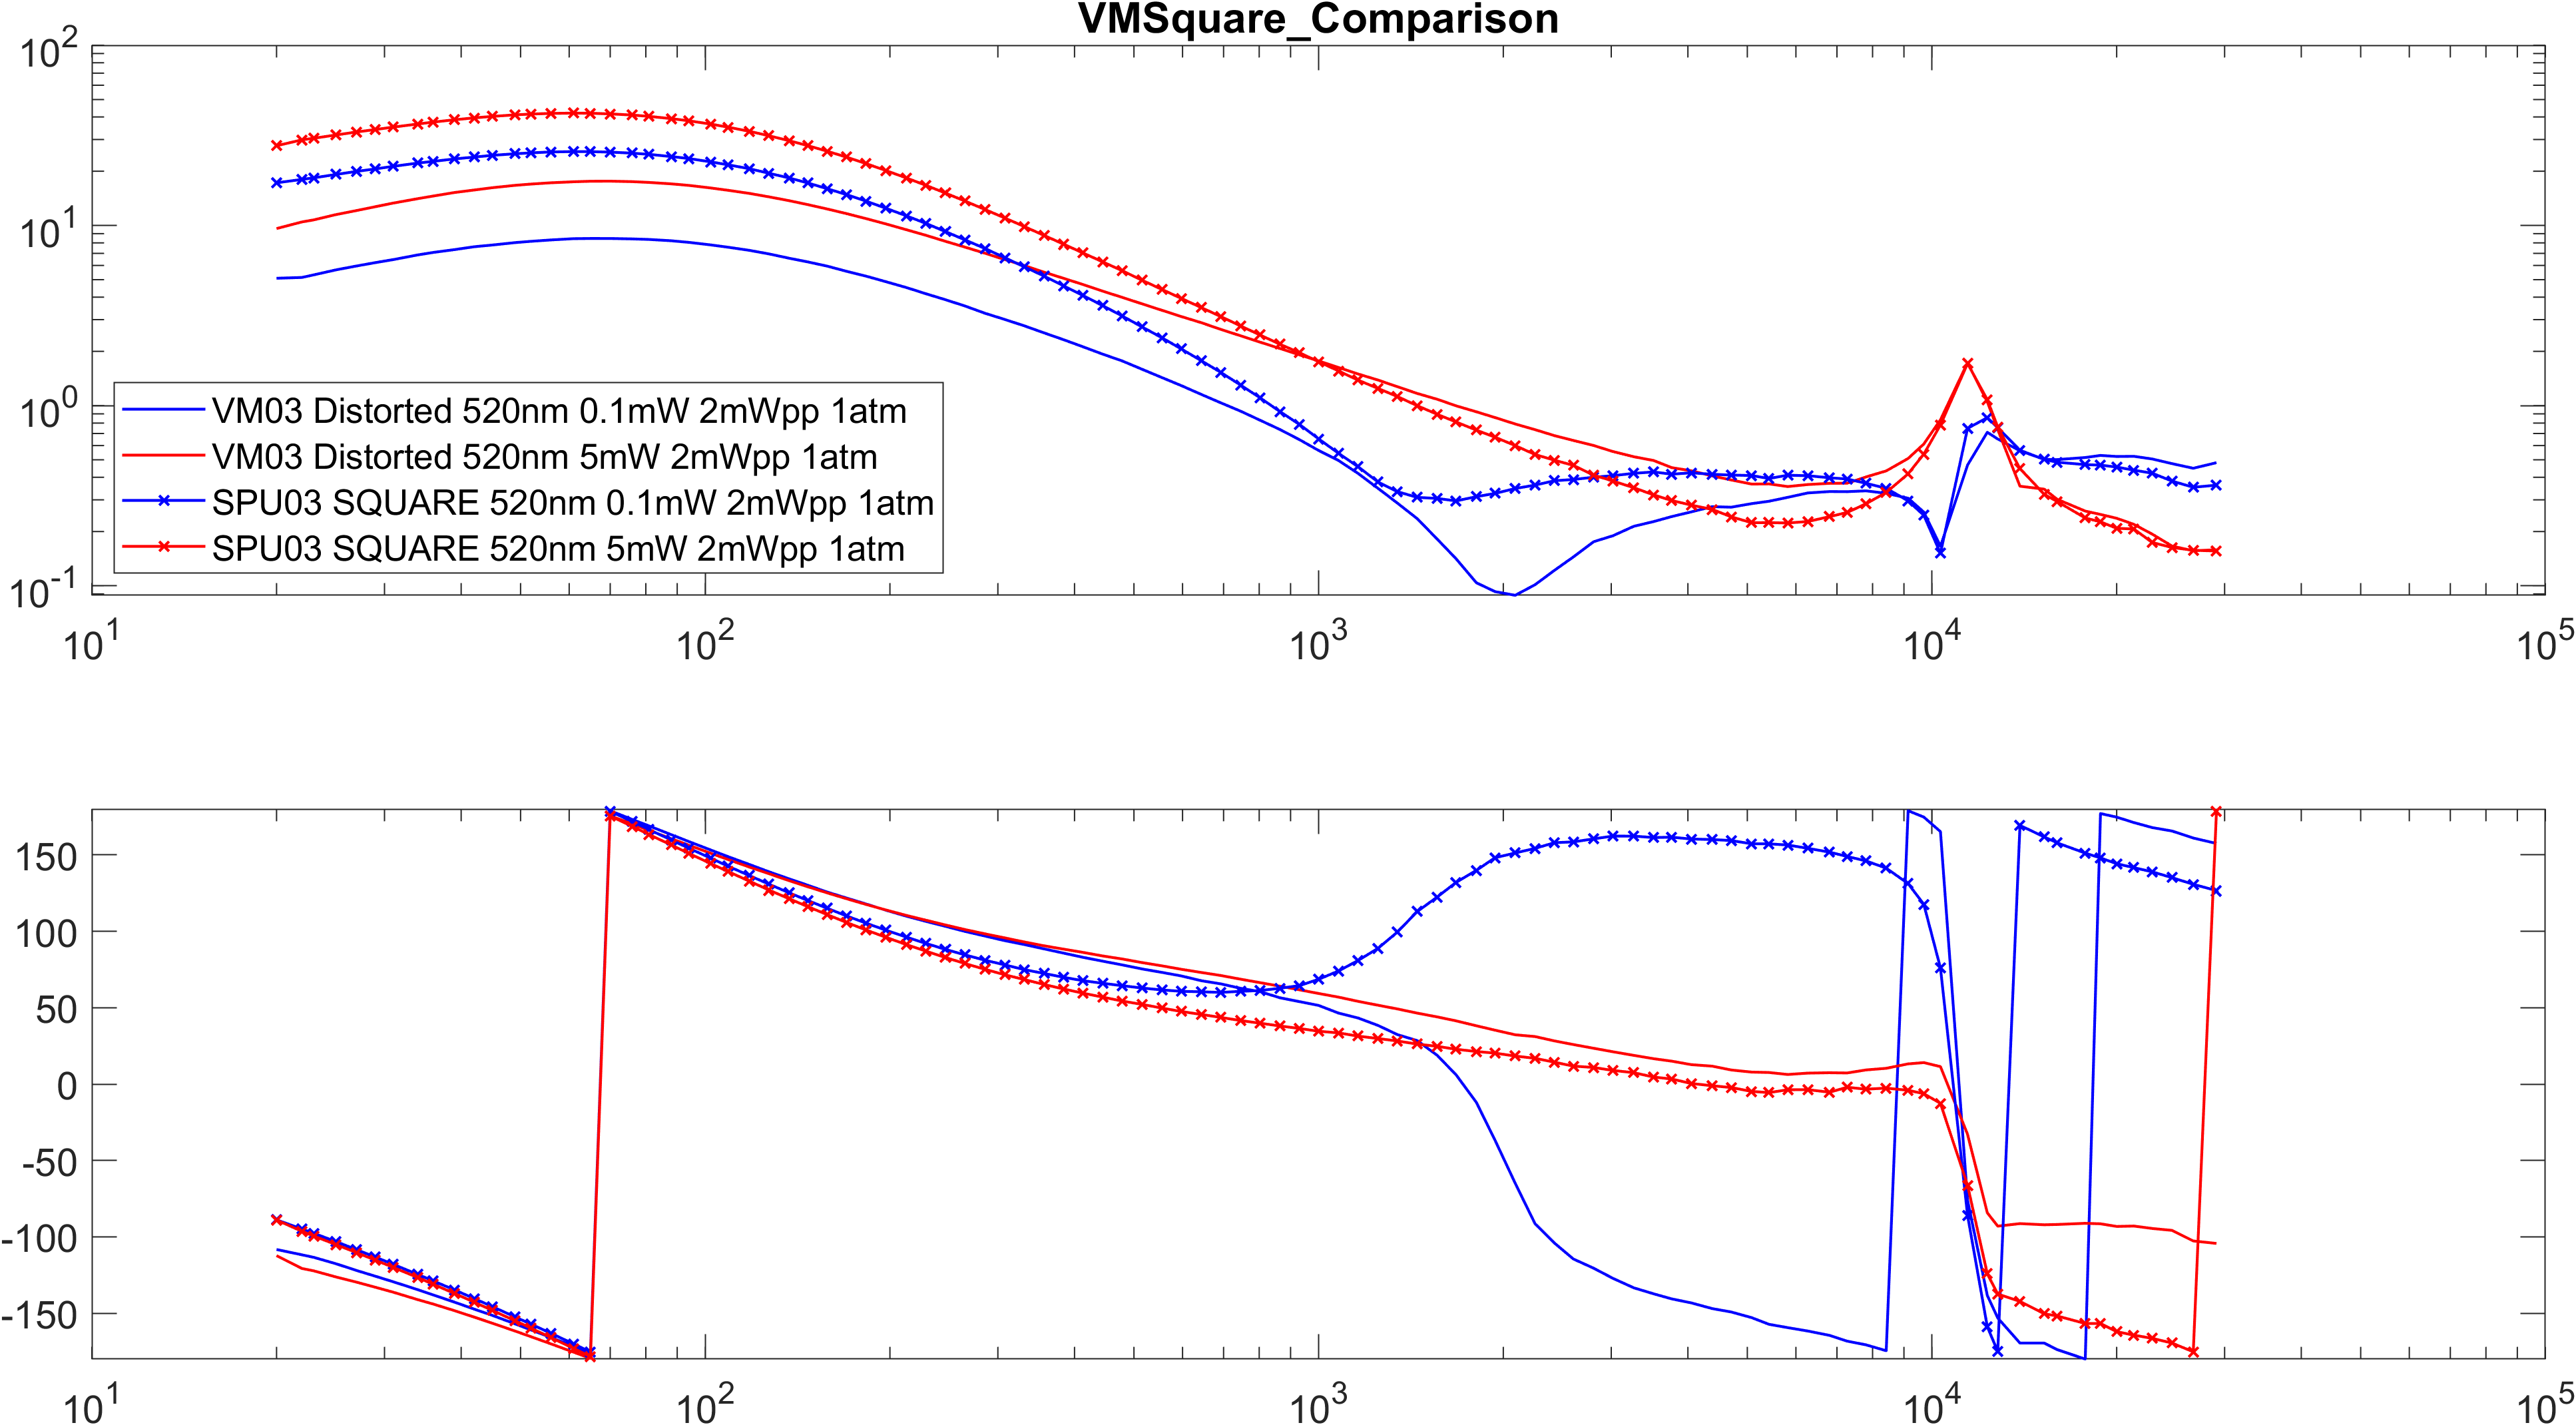 VMSquare_Comparison
10^2
10^1
10^0
10^-1
VM03 Distorted 520nm 0.1mW 2mWpp 1atm
VM03 Distorted 520nm 5mW 2mWpp 1atm
SPU03 SQUARE 520nm 0.1mW 2mWpp 1atm
SPU03 SQUARE 520nm 5mW 2mWpp 1atm
10^1 10^2 10^3 10^4 10^5
150
100
50
0
-50
-100
-150
10^1 10^2 10^3 10^4 10^5